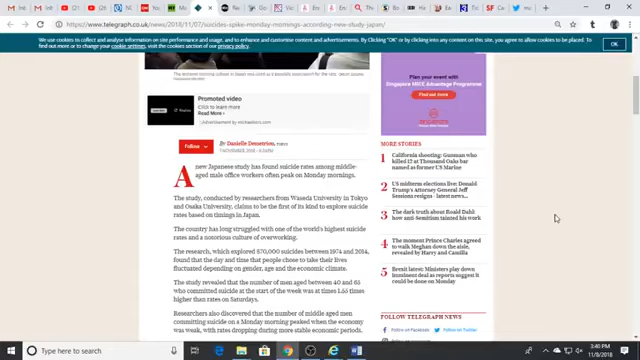 https://www.telegraph.co.uk/news/2018/11/07/suicides-spike-monday-mornings-according-new-study-japan/
We use cookies to collect and analyse information on site performance and usage, and to enhance and customise content and advertisements. By Clicking "OK" or by clicking into any content on this site, you agree to allow cookies to be placed. To
find out more or to change your cookie settings, visit the cookies section of our privacy policy.
OK
Promoted video
Click to learn more
Read More ›
Follow
By Danielle Demetriou, TOKYO
7 NOVEMBER 2018
A new Japanese study has found suicide rates among middle-
aged male office workers often peak on Monday mornings.
The study, conducted by researchers from Waseda University in Tokyo
and Osaka University, claims to be the first of its kind to explore suicide
rates based on timings in Japan.
The country has long struggled with one of the world's highest suicide
rates and a notorious culture of overworking.
The research, which explored 870,000 suicides between 1974 and 2014,
found that the day and time that people chose to take their lives
fluctuated depending on gender, age and the economic climate.
The study revealed that the number of men aged between 40 and 65
who committed suicide at the start of the week was at times 1.55 times
higher than rates on Saturdays.
Researchers also discovered that the number of middle aged men
committing suicide on a Monday morning peaked when the economy
was weak, with rates dropping during more stable economic periods.
Plan your event with
Singapore MICE Advantage Programme
Find out more
MORE STORIES
1 California shooting: Gunman who
killed 12 at Thousand Oaks bar
named as former US Marine
2 US midterm elections live: Donald
Trump's Attorney General Jeff
Sessions resigns - latest news
3 The dark truth about Roald Dahl:
how anti-Semitism tainted his work
4 The moment Prince Charles agreed
to walk Meghan down the aisle,
revealed by Harry and Camilla
5 Brexit latest: Ministers play down
imminent deal as reports suggest it
could be done on Monday
FOLLOW TELEGRAPH NEWS
Follow on Facebook
Follow on Twitter
Type here to search
3:40 PM
11/8/2018